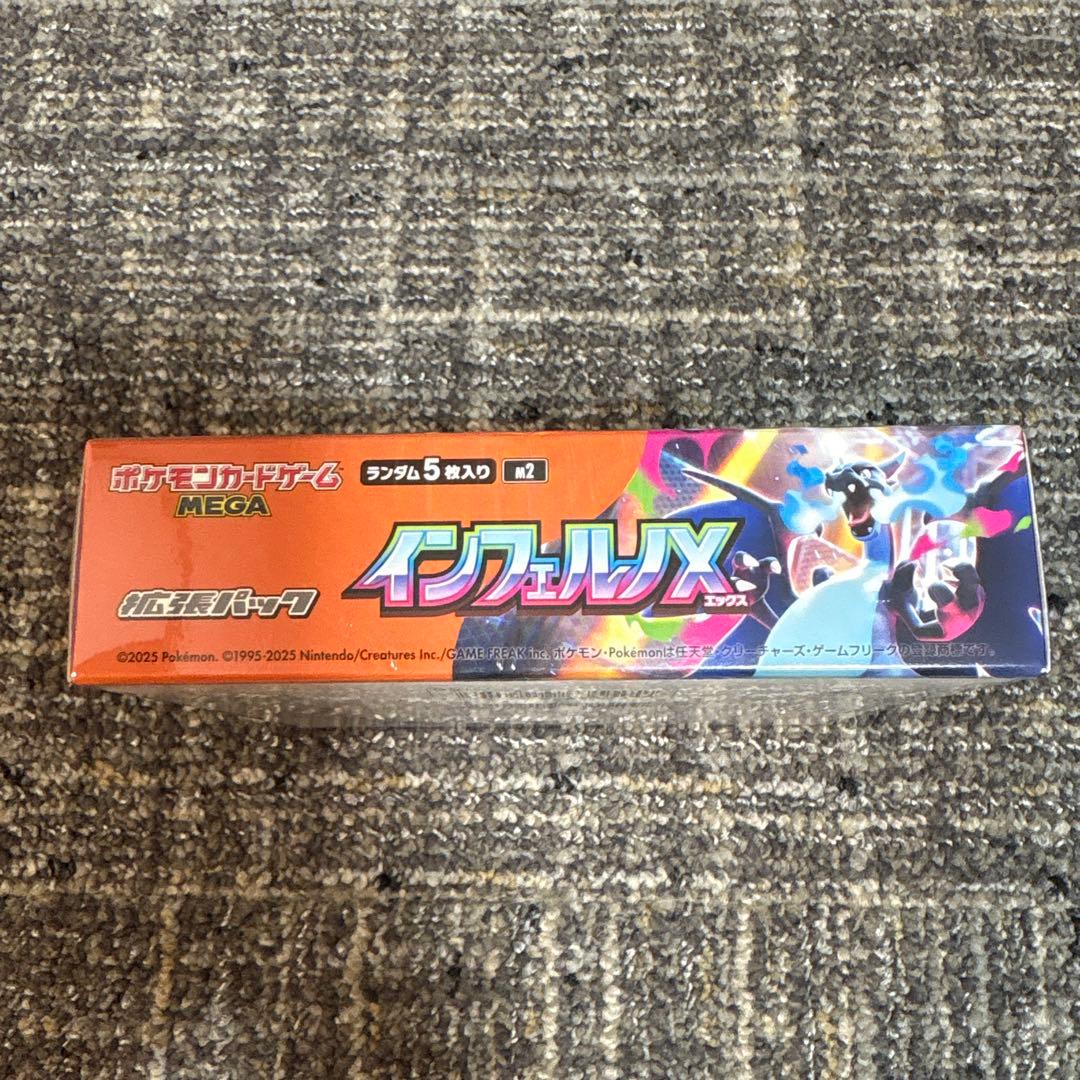 ポケモンカードゲーム
MEGA
ランダム5枚入り
M2
インフェルノX
エックス
拡張パック
©2025 Pokémon. ©1995-2025 Nintendo/Creatures Inc./GAME FREAK inc. ポケモン・Pokémonは任天堂・クリーチャーズ・ゲームフリークの登録商標です。